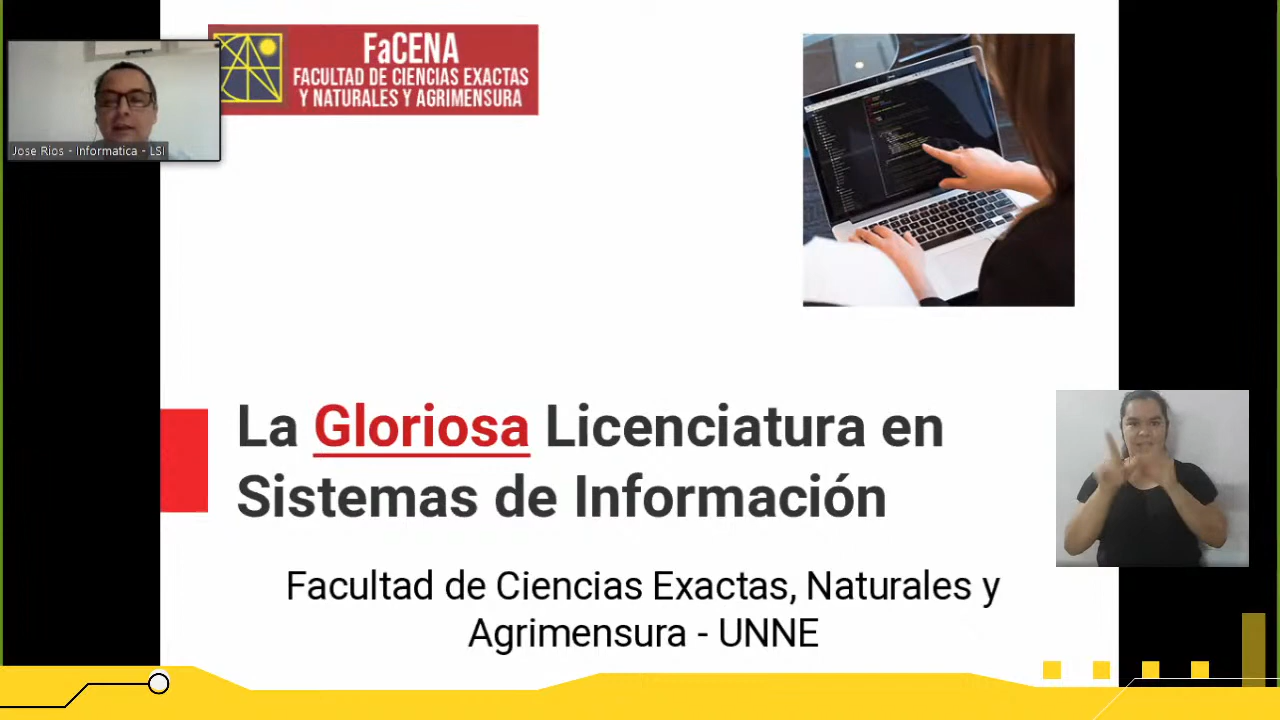 FaCENA
FACULTAD DE CIENCIAS EXACTAS
Y NATURALES Y AGRIMENSURA
Jose Rios - Informatica - LSI
La Gloriosa Licenciatura en
Sistemas de Información
Facultad de Ciencias Exactas, Naturales y
Agrimensura - UNNE